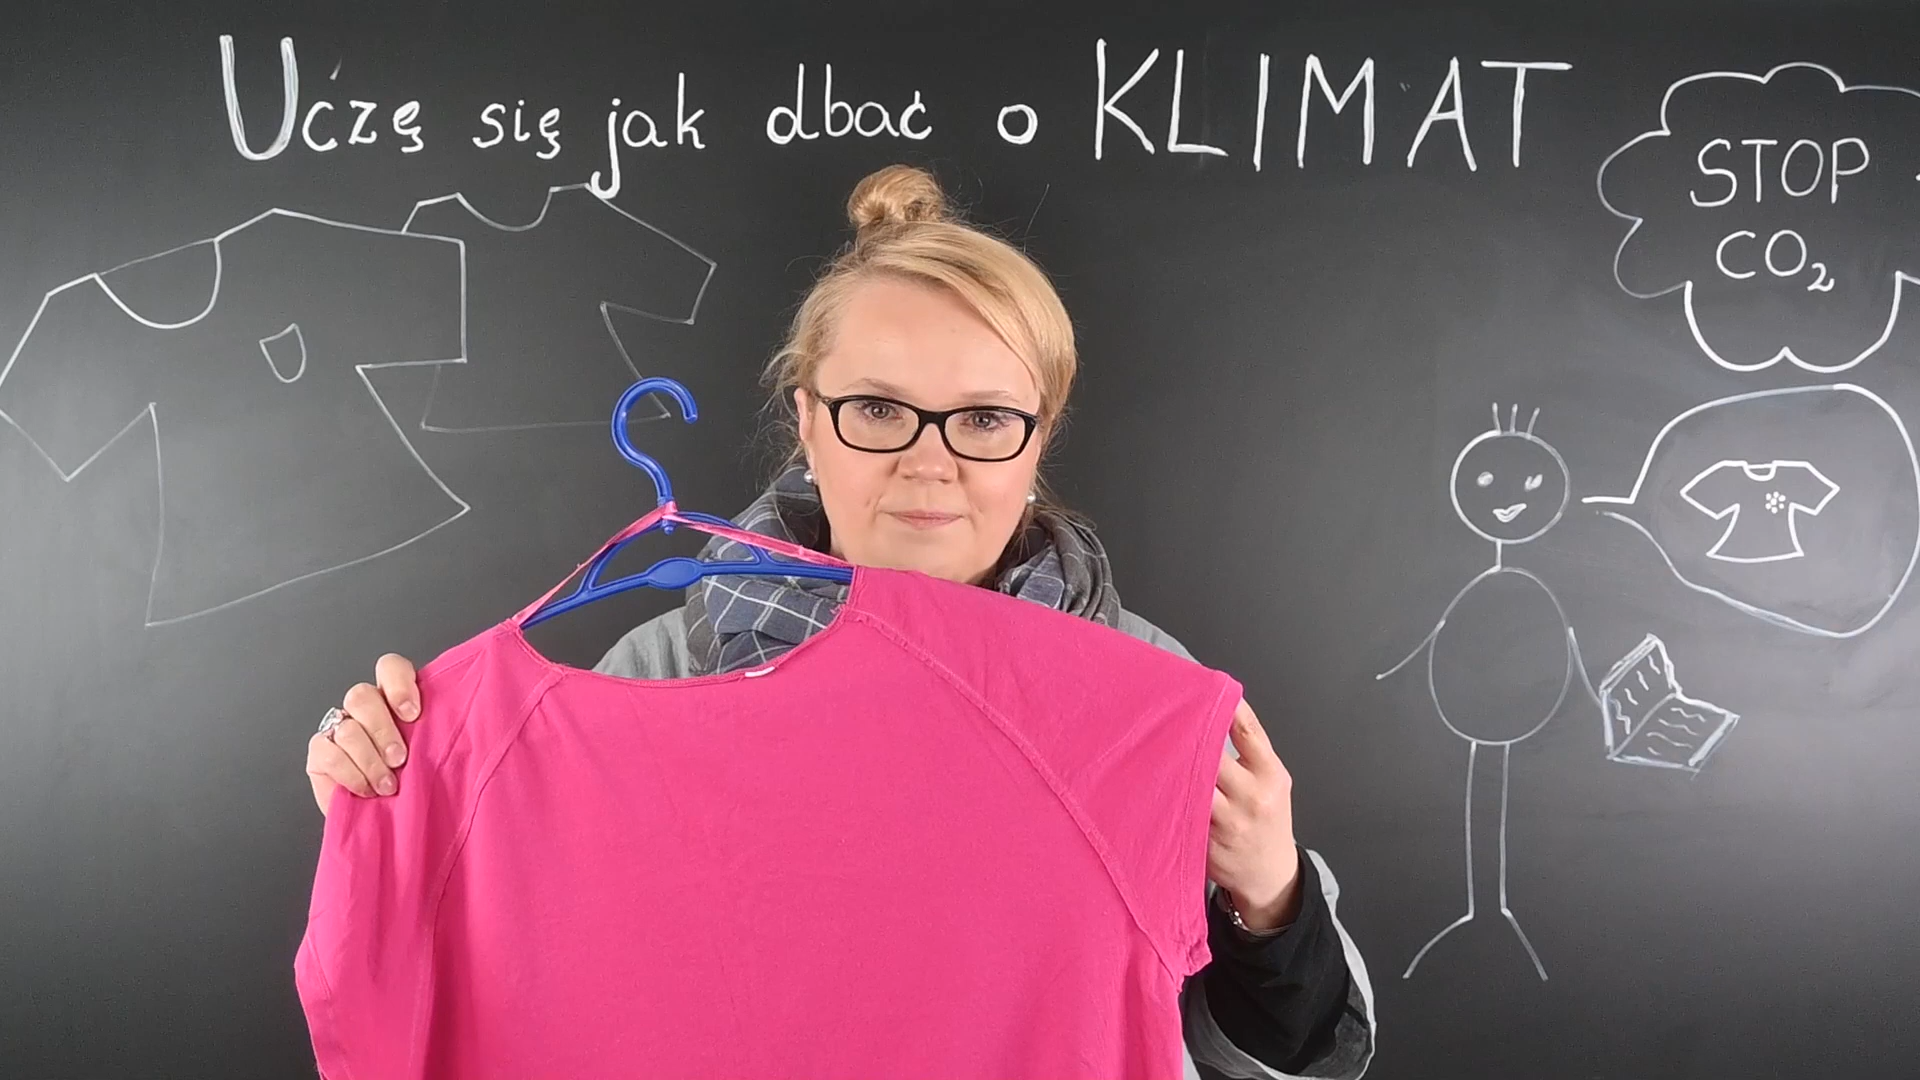 Uczę się jak dbać o KLIMAT
STOP
CO₂